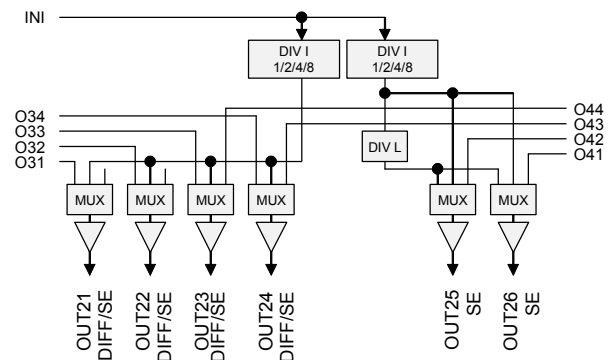 INI
DIV I
1/2/4/8
DIV I
1/2/4/8
O34
O33
O32
O31
O44
O43
O42
O41
DIV L
MUX
MUX
MUX
MUX
MUX
MUX
OUT21
DIFF/SE
OUT22
DIFF/SE
OUT23
DIFF/SE
OUT24
DIFF/SE
OUT25
SE
OUT26
SE